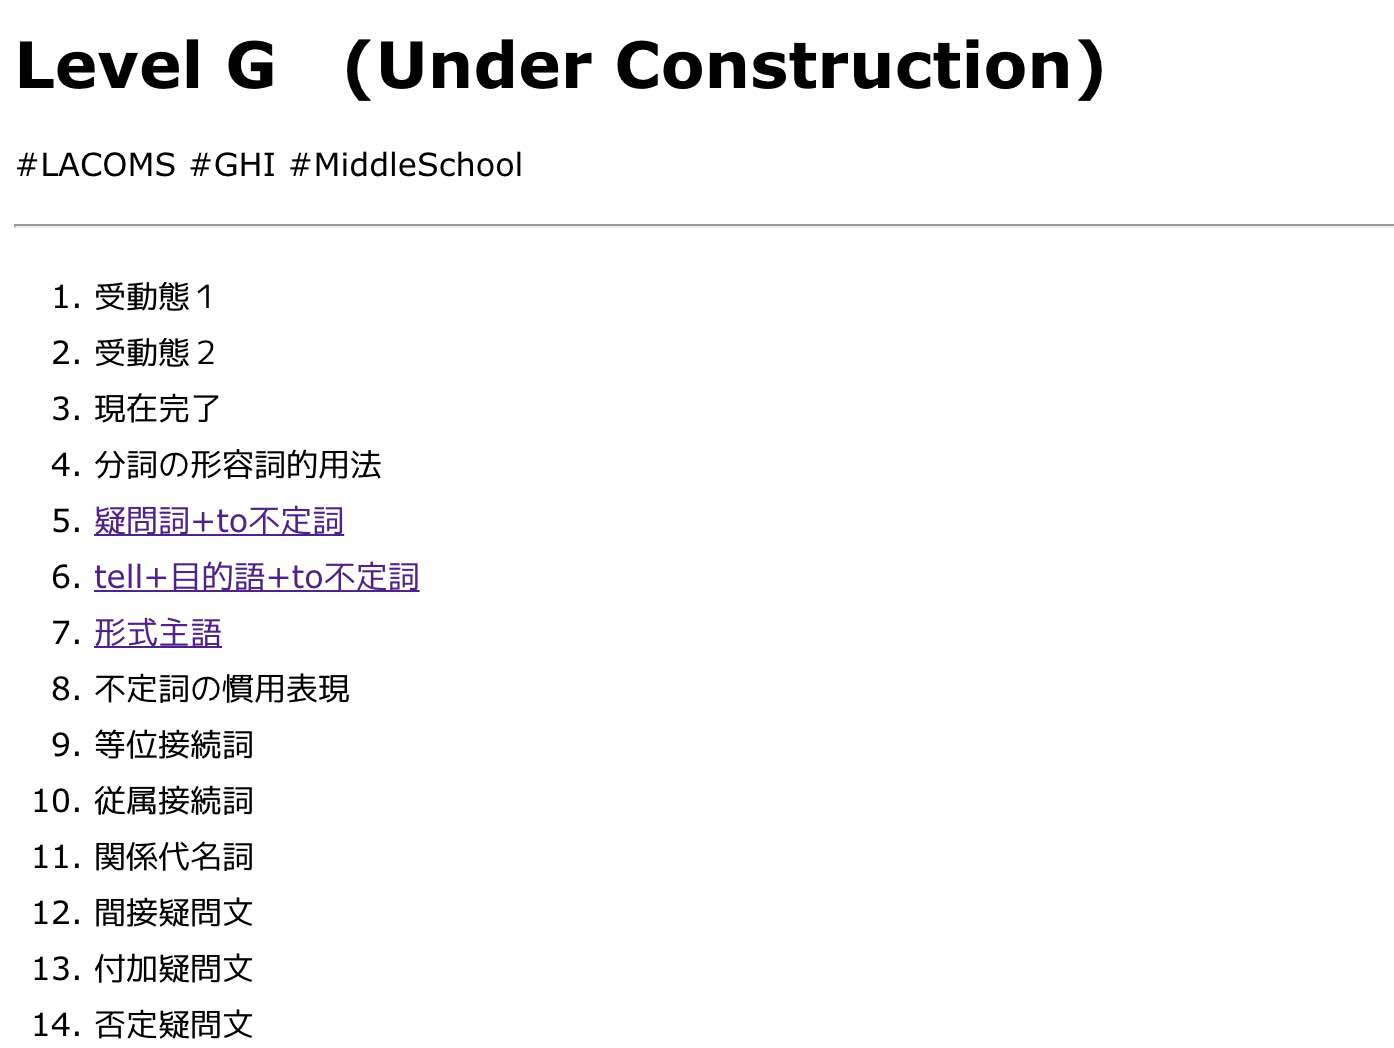 Level G　(Under Construction)
#LACOMS #GHI #MiddleSchool
1. 受動態１
2. 受動態２
3. 現在完了
4. 分詞の形容詞的用法
5. 疑問詞+to不定詞
6. tell+目的語+to不定詞
7. 形式主語
8. 不定詞の慣用表現
9. 等位接続詞
10. 従属接続詞
11. 関係代名詞
12. 間接疑問文
13. 付加疑問文
14. 否定疑問文